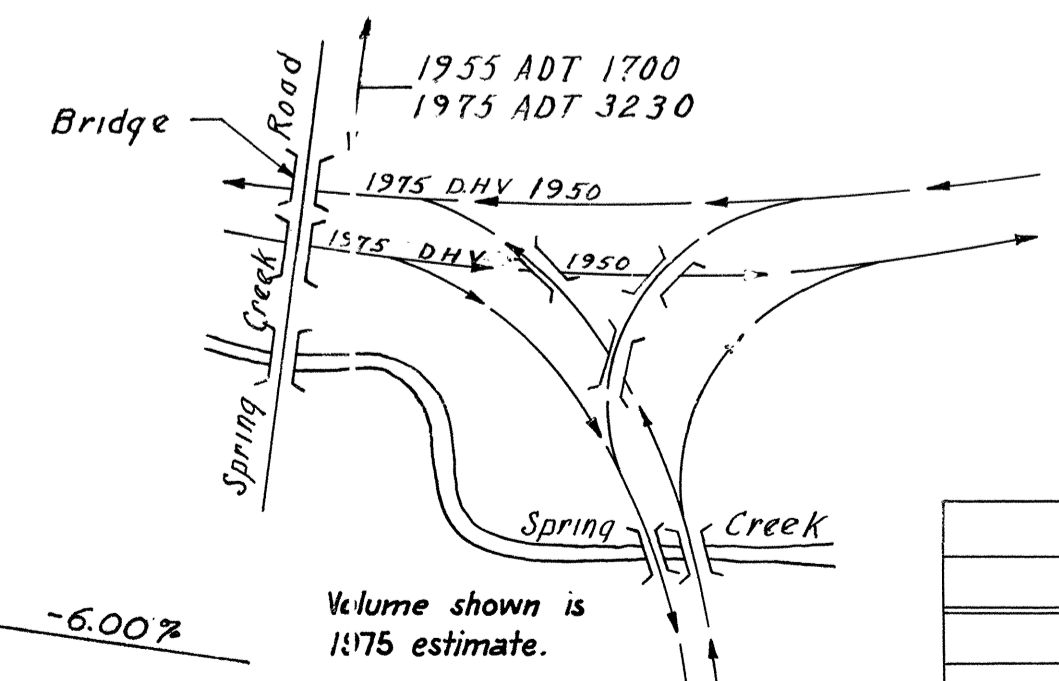 1955 ADT 1700
1975 ADT 3230
Bridge
Spring Creek Road
1975 D.HV 1950
1975 DHV 1950
Spring Creek
Volume shown is
1975 estimate.
-6.00%